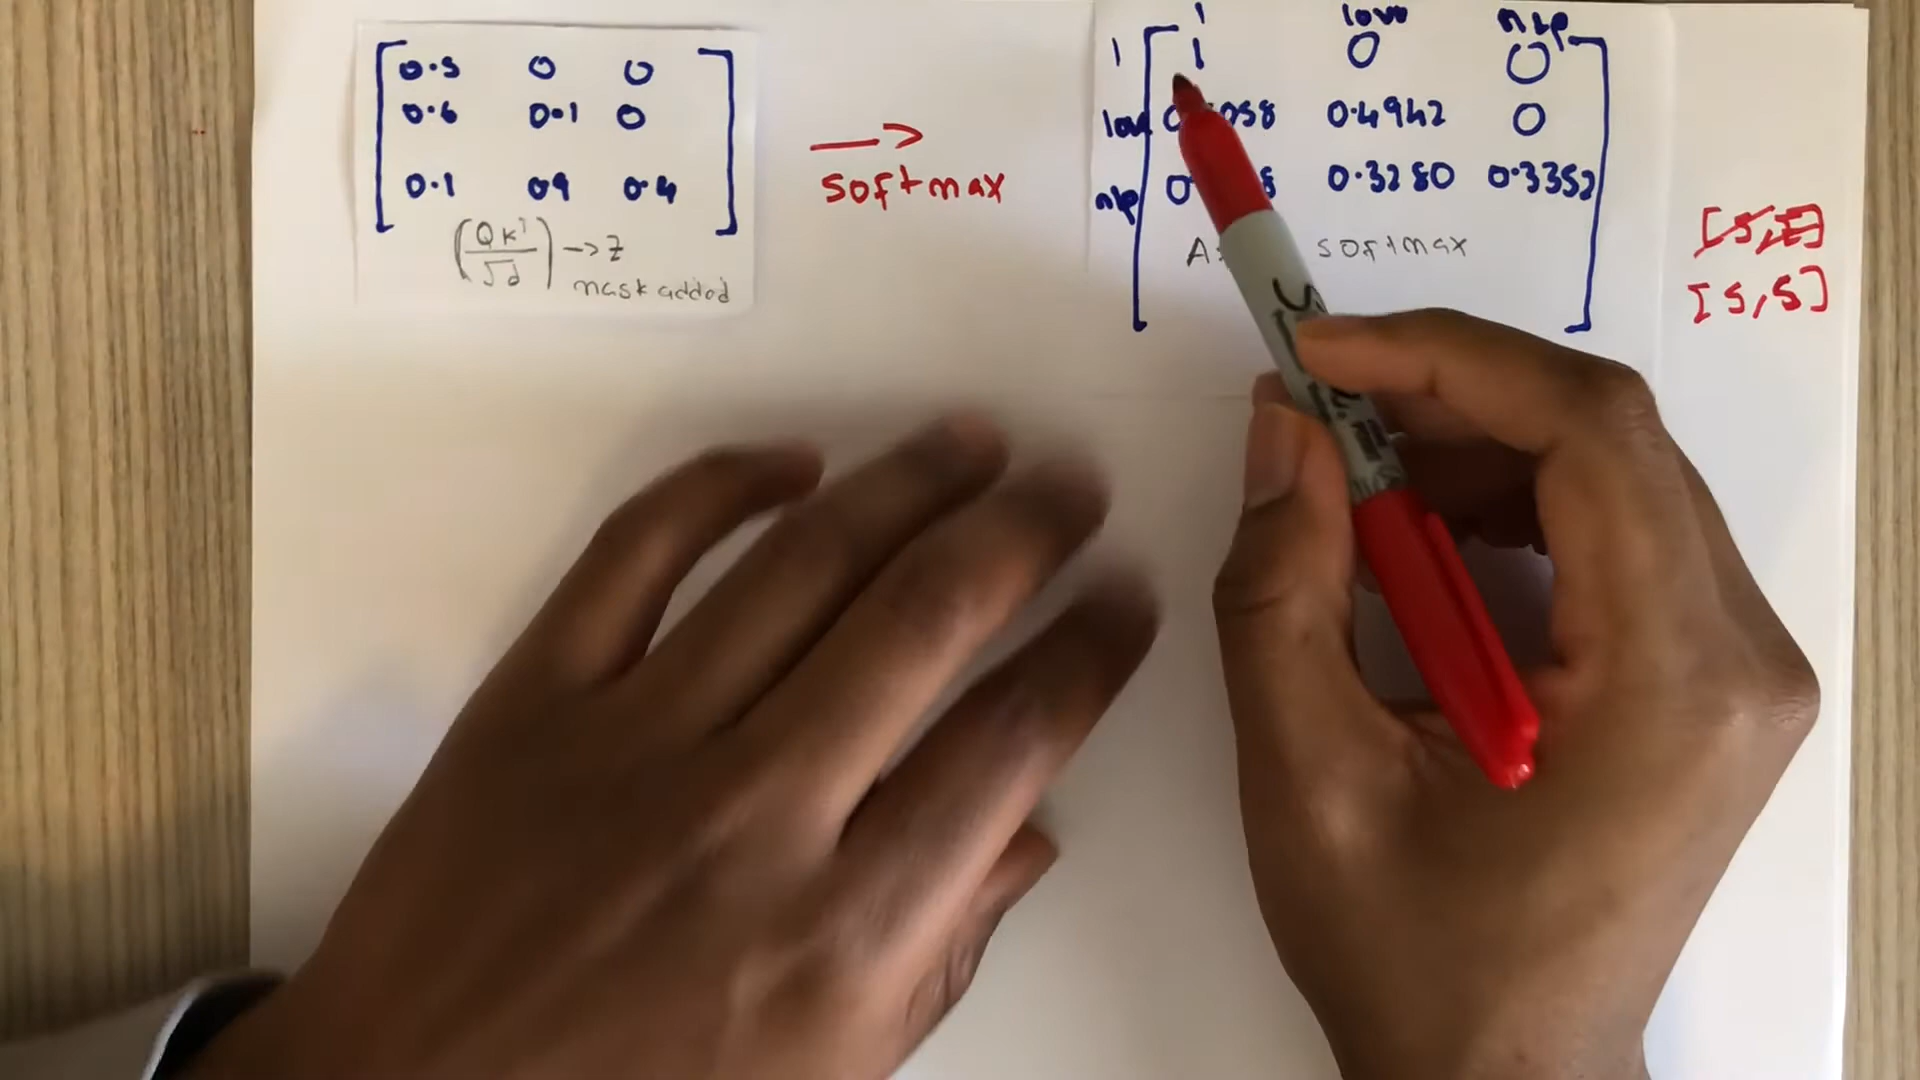 0.5 0 0
0.6 0.1 0
0.1 0.9 0.4
(QKᵀ/√d) → Z
mask added
→
softmax
I love nlp
I 1 0 0
love 0.4942 0
nlp 0.3280 0.3352
softmax
[S,E]
[S,S]